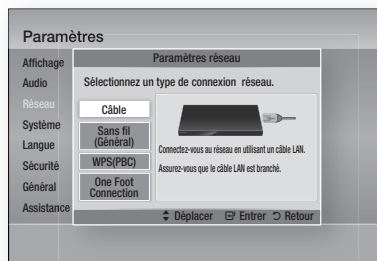 Paramètres
Paramètres réseau
Affichage
Audio
Réseau
Système
Langue
Sécurité
Général
Assistance
Sélectionnez un type de connexion réseau.
Câble
Sans fil
(Général)
WPS(PBC)
One Foot
Connection
Connectez-vous au réseau en utilisant un câble LAN.
Assurez-vous que le câble LAN est branché.
Déplacer Entrer Retour